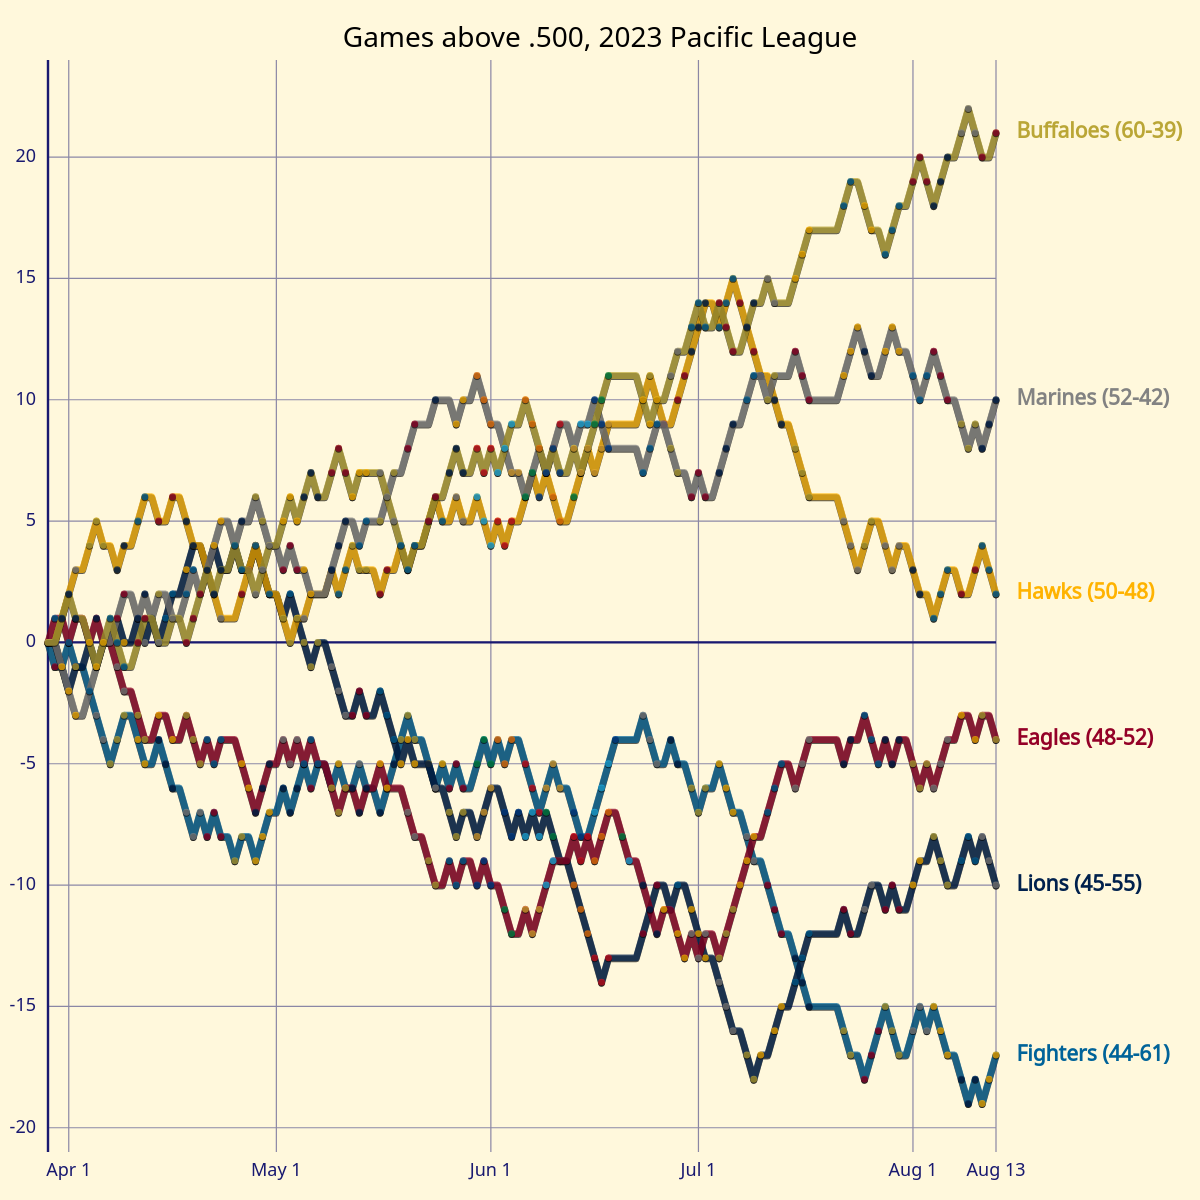 Games above .500, 2023 Pacific League
20
15
10
5
0
-5
-10
-15
-20
Buffaloes (60-39)
Marines (52-42)
Hawks (50-48)
Eagles (48-52)
Lions (45-55)
Fighters (44-61)
Apr 1
May 1
Jun 1
Jul 1
Aug 1
Aug 13